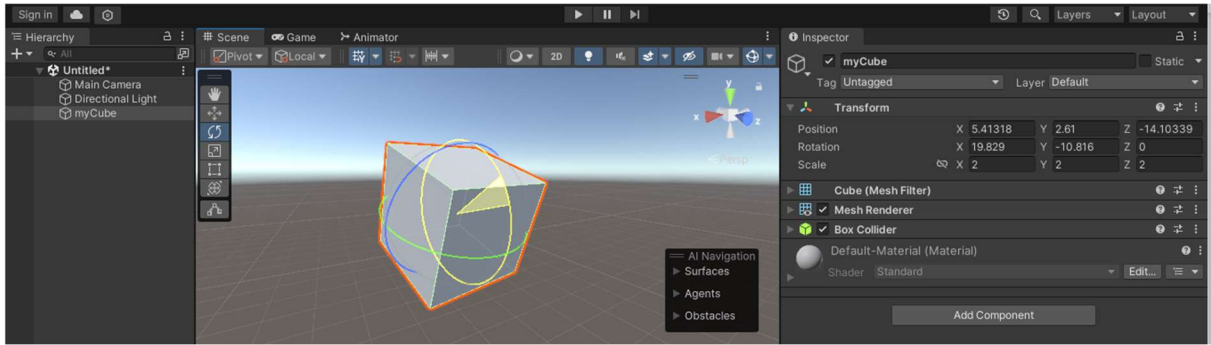 Sign in
Layers
Layout
Hierarchy
All
Untitled*
Main Camera
Directional Light
myCube
Scene
Game
Animator
Pivot
Local
2D
y
x
z
Persp
AI Navigation
Surfaces
Agents
Obstacles
Inspector
myCube
Static
Tag Untagged
Layer Default
Transform
Position X 5.41318 Y 2.61 Z -14.10339
Rotation X 19.829 Y -10.816 Z 0
Scale X 2 Y 2 Z 2
Cube (Mesh Filter)
Mesh Renderer
Box Collider
Default-Material (Material)
Shader Standard
Edit...
Add Component